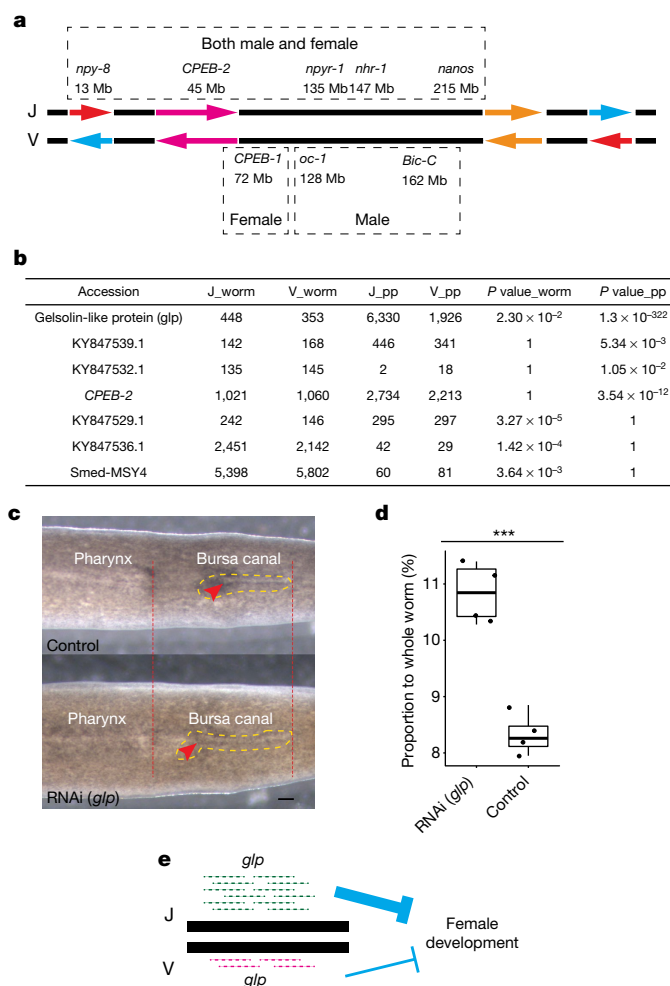 a
Both male and female
npy-8 CPEB-2 npyr-1 nhr-1 nanos
13 Mb 45 Mb 135 Mb 147 Mb 215 Mb
J
V
CPEB-1 oc-1 Bic-C
72 Mb 128 Mb 162 Mb
Female Male
b
Accession J_worm V_worm J_pp V_pp P value_worm P value_pp
Gelsolin-like protein (glp) 448 353 6,330 1,926 2.30 × 10⁻² 1.3 × 10⁻³²²
KY847539.1 142 168 446 341 1 5.34 × 10⁻³
KY847532.1 135 145 2 18 1 1.05 × 10⁻²
CPEB-2 1,021 1,060 2,734 2,213 1 3.54 × 10⁻¹²
KY847529.1 242 146 295 297 3.27 × 10⁻⁵ 1
KY847536.1 2,451 2,142 42 29 1.42 × 10⁻⁴ 1
Smed-MSY4 5,398 5,802 60 81 3.64 × 10⁻³ 1
c
Pharynx Bursa canal
Control
Pharynx Bursa canal
RNAi (glp)
d
***
Proportion to whole worm (%)
11
10
9
8
RNAi (glp) Control
e
glp
J
V
glp
Female
development